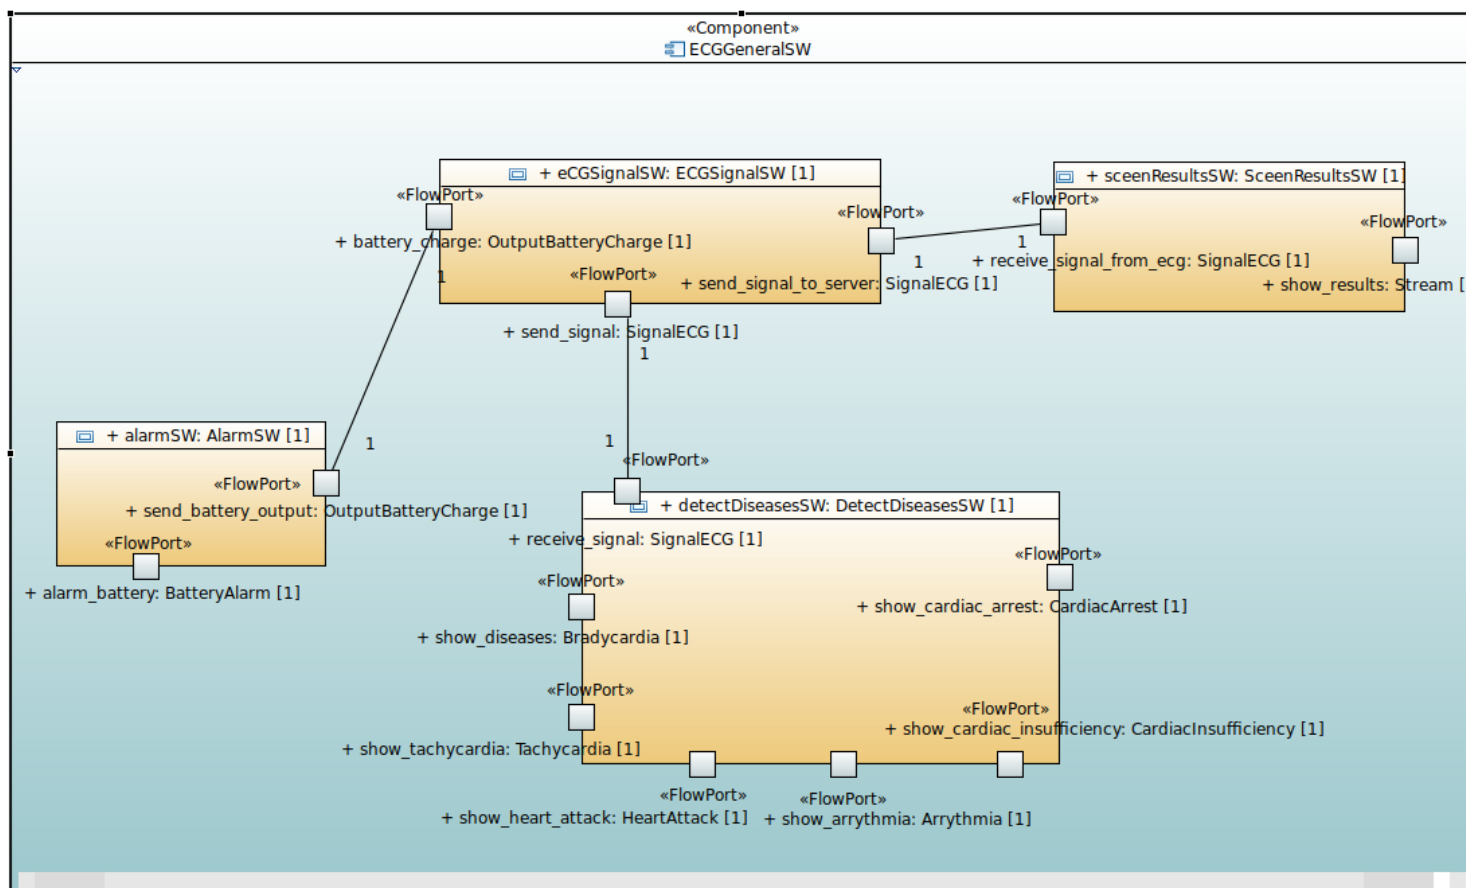 «Component»
ECGGeneralSW
+ eCGSignalSW: ECGSignalSW [1]
+ sceenResultsSW: SceenResultsSW [1]
«FlowPort»
«FlowPort»
«FlowPort»
«FlowPort»
+ battery_charge: OutputBatteryCharge [1]
1
1
+ receive_signal_from_ecg: SignalECG [1]
1
«FlowPort»
+ send_signal_to_server: SignalECG [1]
+ show_results: Stream [
+ send_signal: SignalECG [1]
1
+ alarmSW: AlarmSW [1]
1
1
«FlowPort»
«FlowPort»
+ detectDiseasesSW: DetectDiseasesSW [1]
+ send_battery_output: OutputBatteryCharge [1]
«FlowPort»
+ receive_signal: SignalECG [1]
«FlowPort»
«FlowPort»
+ alarm_battery: BatteryAlarm [1]
+ show_cardiac_arrest: CardiacArrest [1]
+ show_diseases: Bradycardia [1]
«FlowPort»
«FlowPort»
+ show_cardiac_insufficiency: CardiacInsufficiency [1]
+ show_tachycardia: Tachycardia [1]
«FlowPort»
«FlowPort»
+ show_heart_attack: HeartAttack [1]
+ show_arrythmia: Arrythmia [1]